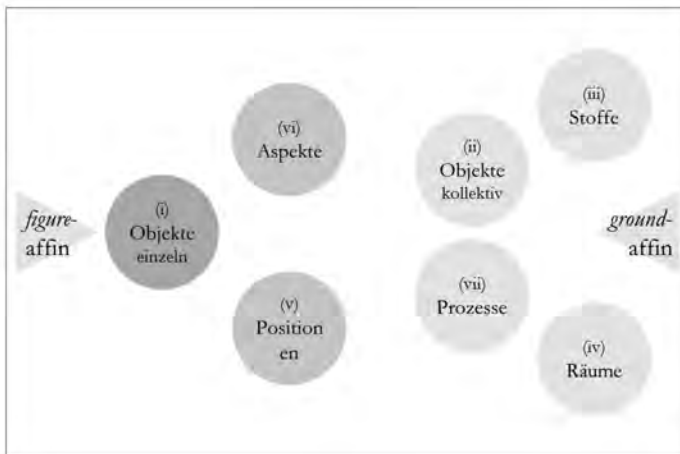 figure-
affin
(i)
Objekte
einzeln
(vi)
Aspekte
(v)
Position
en
(ii)
Objekte
kollektiv
(vii)
Prozesse
(iii)
Stoffe
(iv)
Räume
ground-
affin